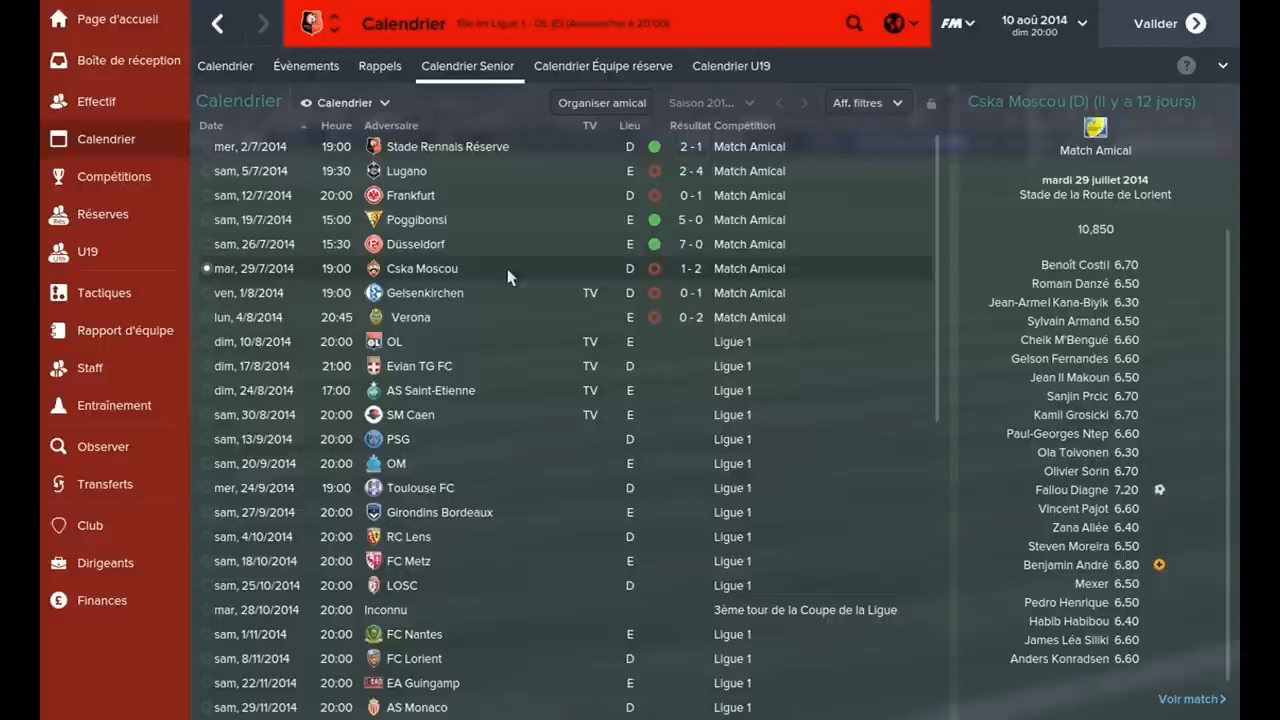 Page d'accueil
Boîte de réception
Effectif
Calendrier
Compétitions
Réserves
U19
Tactiques
Rapport d'équipe
Staff
Entraînement
Observer
Transferts
Club
Dirigeants
Finances
Calendrier
FM
10 aoû 2014
dim 20:00
Valider
Calendrier Évènements Rappels Calendrier Senior Calendrier Équipe réserve Calendrier U19
Calendrier Calendrier Organiser amical Saison 201... Aff. filtres
Date Heure Adversaire TV Lieu Résultat Compétition
mer, 2/7/2014 19:00 Stade Rennais Réserve D 2 - 1 Match Amical
sam, 5/7/2014 19:30 Lugano E 2 - 4 Match Amical
sam, 12/7/2014 20:00 Frankfurt D 0 - 1 Match Amical
sam, 19/7/2014 15:00 Poggibonsi E 5 - 0 Match Amical
sam, 26/7/2014 15:30 Düsseldorf E 7 - 0 Match Amical
mar, 29/7/2014 19:00 Cska Moscou D 1 - 2 Match Amical
ven, 1/8/2014 19:00 Gelsenkirchen TV D 0 - 1 Match Amical
lun, 4/8/2014 20:45 Verona E 0 - 2 Match Amical
dim, 10/8/2014 20:00 OL TV E Ligue 1
dim, 17/8/2014 21:00 Evian TG FC TV D Ligue 1
dim, 24/8/2014 17:00 AS Saint-Etienne TV E Ligue 1
sam, 30/8/2014 20:00 SM Caen TV E Ligue 1
sam, 13/9/2014 20:00 PSG D Ligue 1
sam, 20/9/2014 20:00 OM E Ligue 1
mer, 24/9/2014 19:00 Toulouse FC D Ligue 1
sam, 27/9/2014 20:00 Girondins Bordeaux E Ligue 1
sam, 4/10/2014 20:00 RC Lens D Ligue 1
sam, 18/10/2014 20:00 FC Metz E Ligue 1
sam, 25/10/2014 20:00 LOSC D Ligue 1
mar, 28/10/2014 20:00 Inconnu 3ème tour de la Coupe de la Ligue
sam, 1/11/2014 20:00 FC Nantes E Ligue 1
sam, 8/11/2014 20:00 FC Lorient D Ligue 1
sam, 22/11/2014 20:00 EA Guingamp E Ligue 1
sam, 29/11/2014 20:00 AS Monaco D Ligue 1
Cska Moscou (D) (Il y a 12 jours)
Match Amical
mardi 29 juillet 2014
Stade de la Route de Lorient
10,850
Benoît Costil 6.70
Romain Danzé 6.50
Jean-Armel Kana-Biyik 6.30
Sylvain Armand 6.50
Cheik M'Bengué 6.60
Gelson Fernandes 6.60
Jean II Makoun 6.50
Sanjin Prcic 6.70
Kamil Grosicki 6.70
Paul-Georges Ntep 6.60
Ola Toivonen 6.30
Olivier Sorin 6.70
Fallou Diagne 7.20
Vincent Pajot 6.60
Zana Allée 6.40
Steven Moreira 6.50
Benjamin André 6.80
Mexer 6.50
Pedro Henrique 6.50
Habib Habibou 6.40
James Léa Siliki 6.60
Anders Konradsen 6.60
Voir match